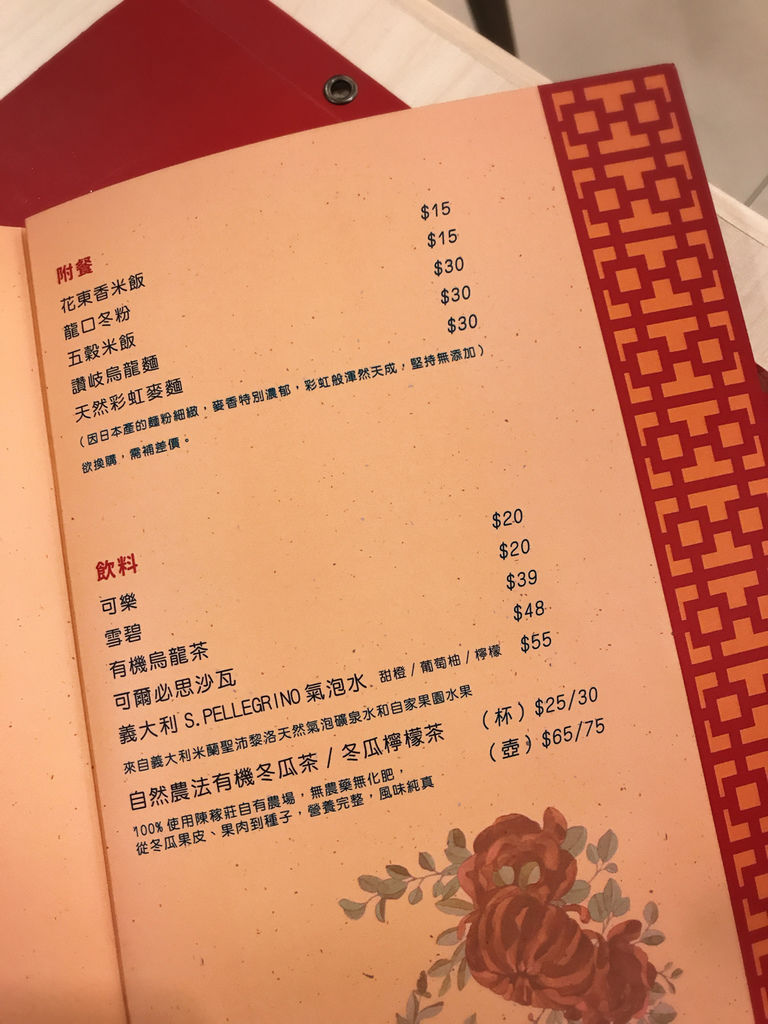 附餐
花東香米飯 $15
龍口冬粉 $15
五穀米飯 $30
讚岐烏龍麵 $30
天然彩虹麥麵 $30
（因日本產的麵粉細緻，麥香特別濃郁，彩虹般渾然天成，堅持無添加）
欲換購，需補差價。
飲料
可樂 $20
雪碧 $20
有機烏龍茶 $39
可爾必思沙瓦 $48
義大利 S.PELLEGRINO 氣泡水 甜橙 / 葡萄柚 / 檸檬 $55
來自義大利米蘭聖沛黎洛天然氣泡礦泉水和自家果園水果
自然農法有機冬瓜茶 / 冬瓜檸檬茶 （杯）$25/30
（壺）$65/75
100% 使用陳稼莊自有農場，無農藥無化肥，
從冬瓜果皮、果肉到種子，營養完整，風味純真